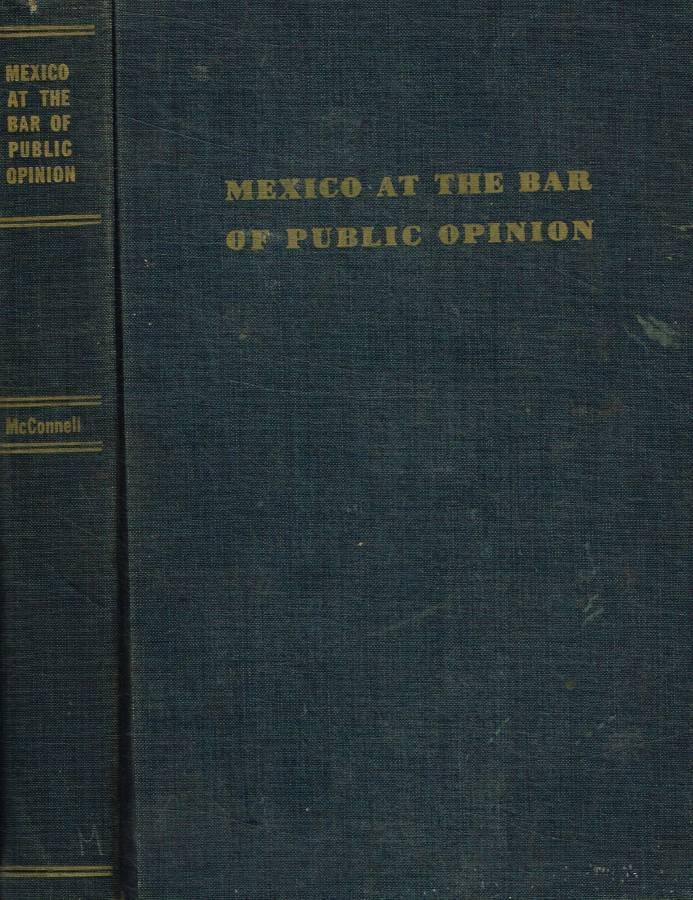 MEXICO
AT THE
BAR OF
PUBLIC
OPINION
McConnell
M
MEXICO AT THE BAR
OF PUBLIC OPINION